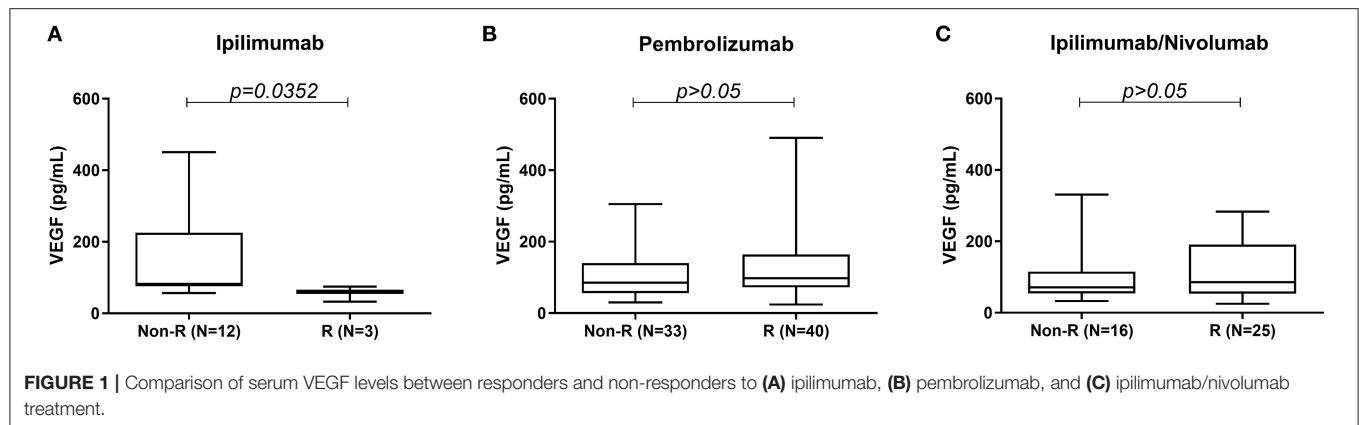 A
Ipilimumab
p=0.0352
600
400
200
0
VEGF (pg/mL)
Non-R (N=12)
R (N=3)
B
Pembrolizumab
p>0.05
600
400
200
0
VEGF (pg/mL)
Non-R (N=33)
R (N=40)
C
Ipilimumab/Nivolumab
p>0.05
600
400
200
0
VEGF (pg/mL)
Non-R (N=16)
R (N=25)
FIGURE 1 | Comparison of serum VEGF levels between responders and non-responders to (A) ipilimumab, (B) pembrolizumab, and (C) ipilimumab/nivolumab
treatment.